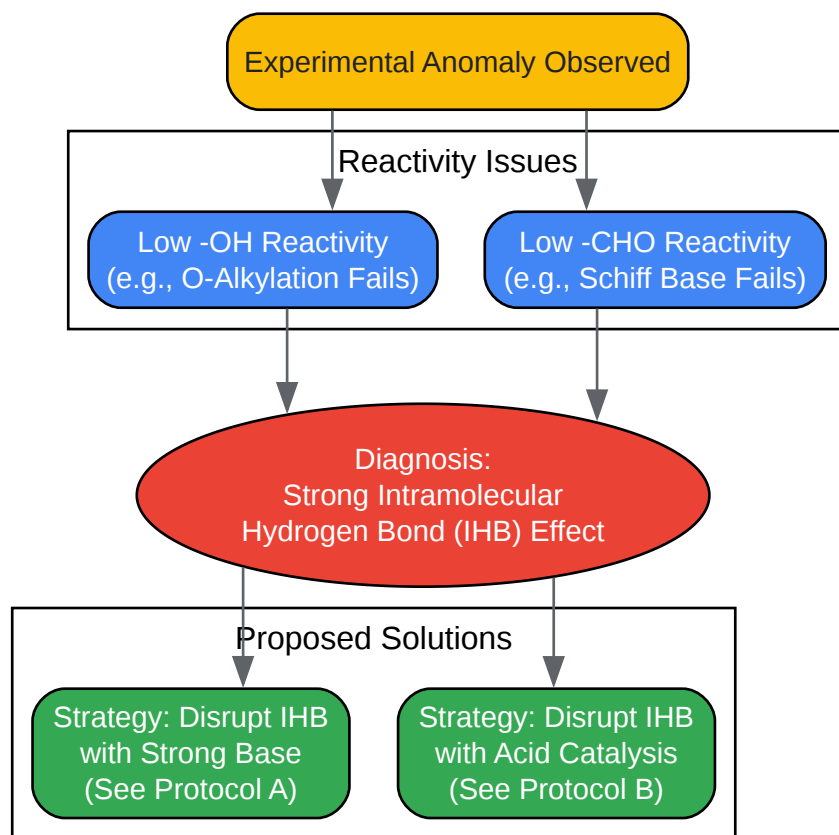 Experimental Anomaly Observed
Reactivity Issues
Low -OH Reactivity
(e.g., O-Alkylation Fails)
Low -CHO Reactivity
(e.g., Schiff Base Fails)
Diagnosis:
Strong Intramolecular
Hydrogen Bond (IHB) Effect
Proposed Solutions
Strategy: Disrupt IHB
with Strong Base
(See Protocol A)
Strategy: Disrupt IHB
with Acid Catalysis
(See Protocol B)